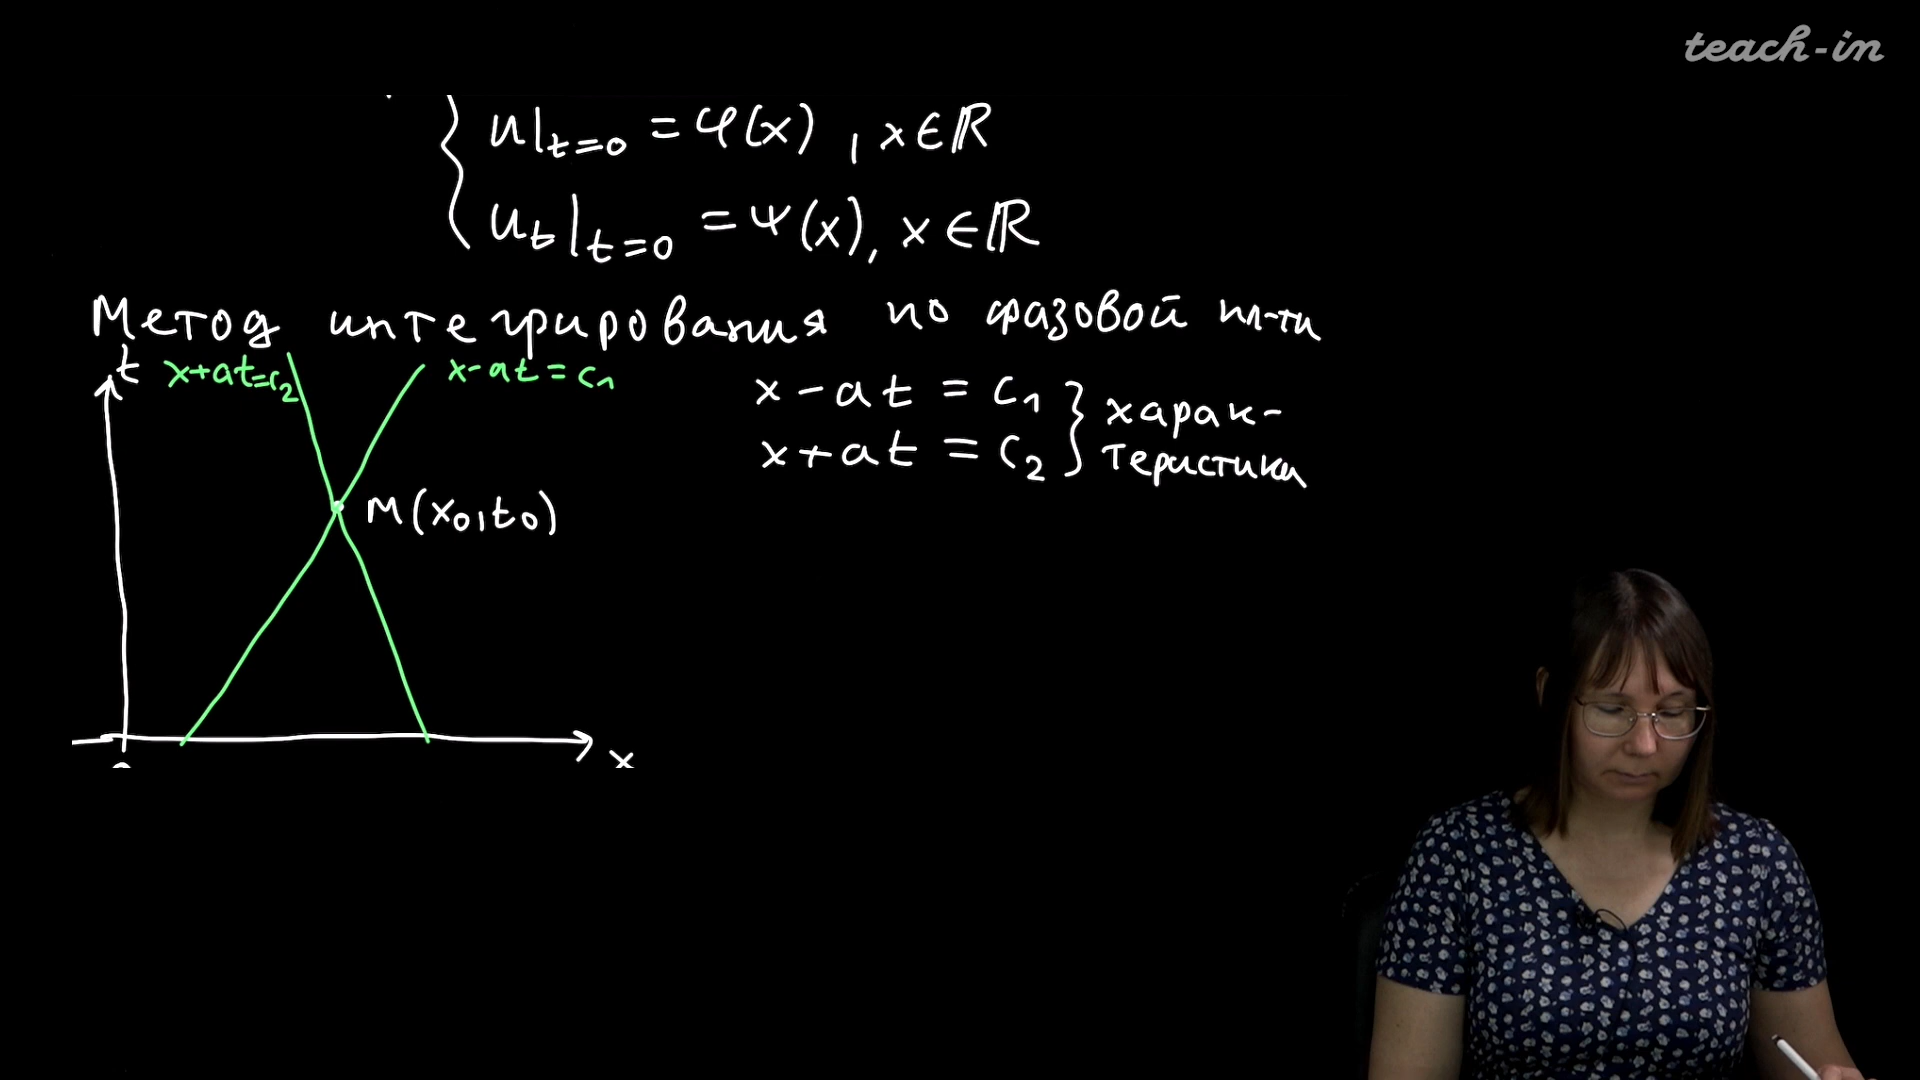 teach-in
u|t=0 = φ(x), x∈ℝ
uₜ|t=0 = ψ(x), x∈ℝ
Метод интегрирования по фазовой пл-ти
t x+at=c₂ x-at=c₁
x-at = c₁ } харак-
x+at = c₂ } теристики
M(x₀,t₀)
x